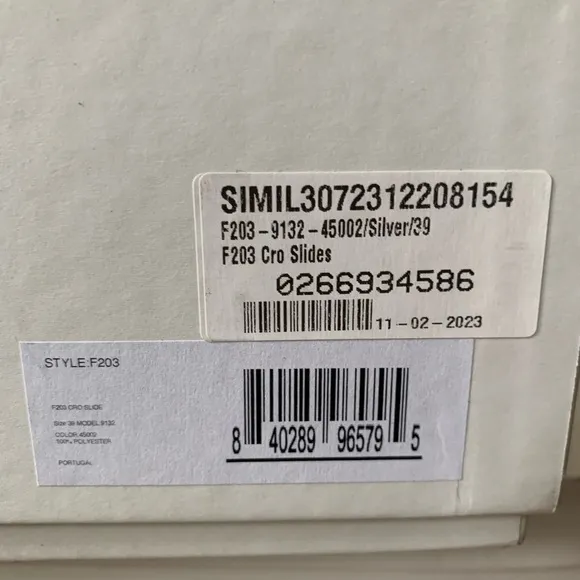 SIMIL3072312208154
F203-9132-45002/Silver/39
F203 Cro Slides
0266934586
11-02-2023
STYLE:F203
F203 CRO SLIDE
Size 39 MODEL 9132
COLOR 45002
100% POLYESTER
PORTUGAL
8 40289 96579 5